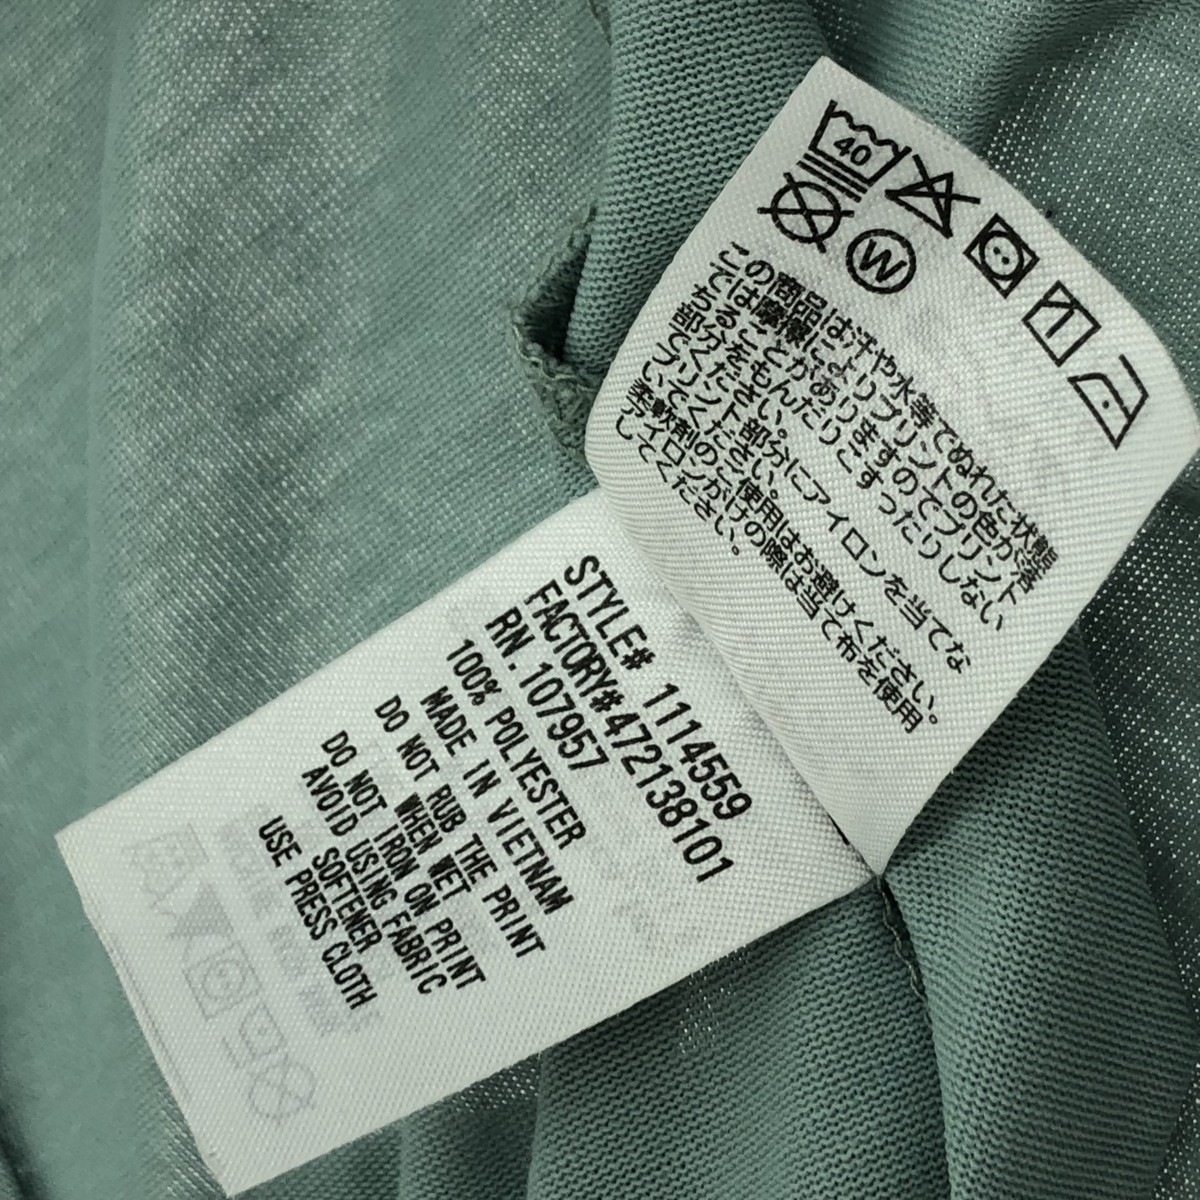 40
W
この商品は汗や水等でぬれた状態
では摩擦によりプリントの色が落
ちることがありますのでプリント
部分をもんだりこすったりしない
でください。
プリント部分にアイロンを当てな
いでください。
柔軟剤のご使用はお避けください。
アイロンがけの際は当て布を使用
してください。
STYLE# 1114559
FACTORY#472138101
RN. 107957
100% POLYESTER
MADE IN VIETNAM
DO NOT RUB THE PRINT
WHEN WET
DO NOT IRON ON PRINT
AVOID USING FABRIC
SOFTENER
USE PRESS CLOTH